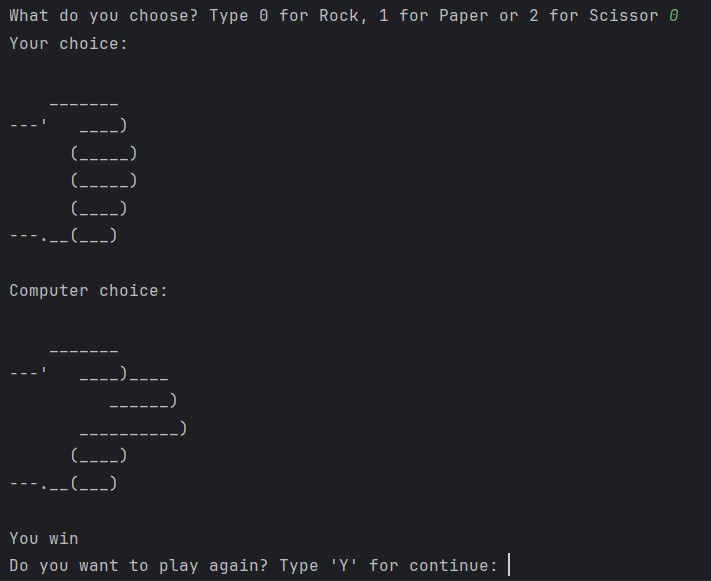 What do you choose? Type 0 for Rock, 1 for Paper or 2 for Scissor 0
Your choice:

    _______
---'   ____)
      (_____)
      (_____)
      (____)
---.__(___)

Computer choice:

    _______
---'   ____)____
          ______)
       __________)
      (____)
---.__(___)

You win
Do you want to play again? Type 'Y' for continue: